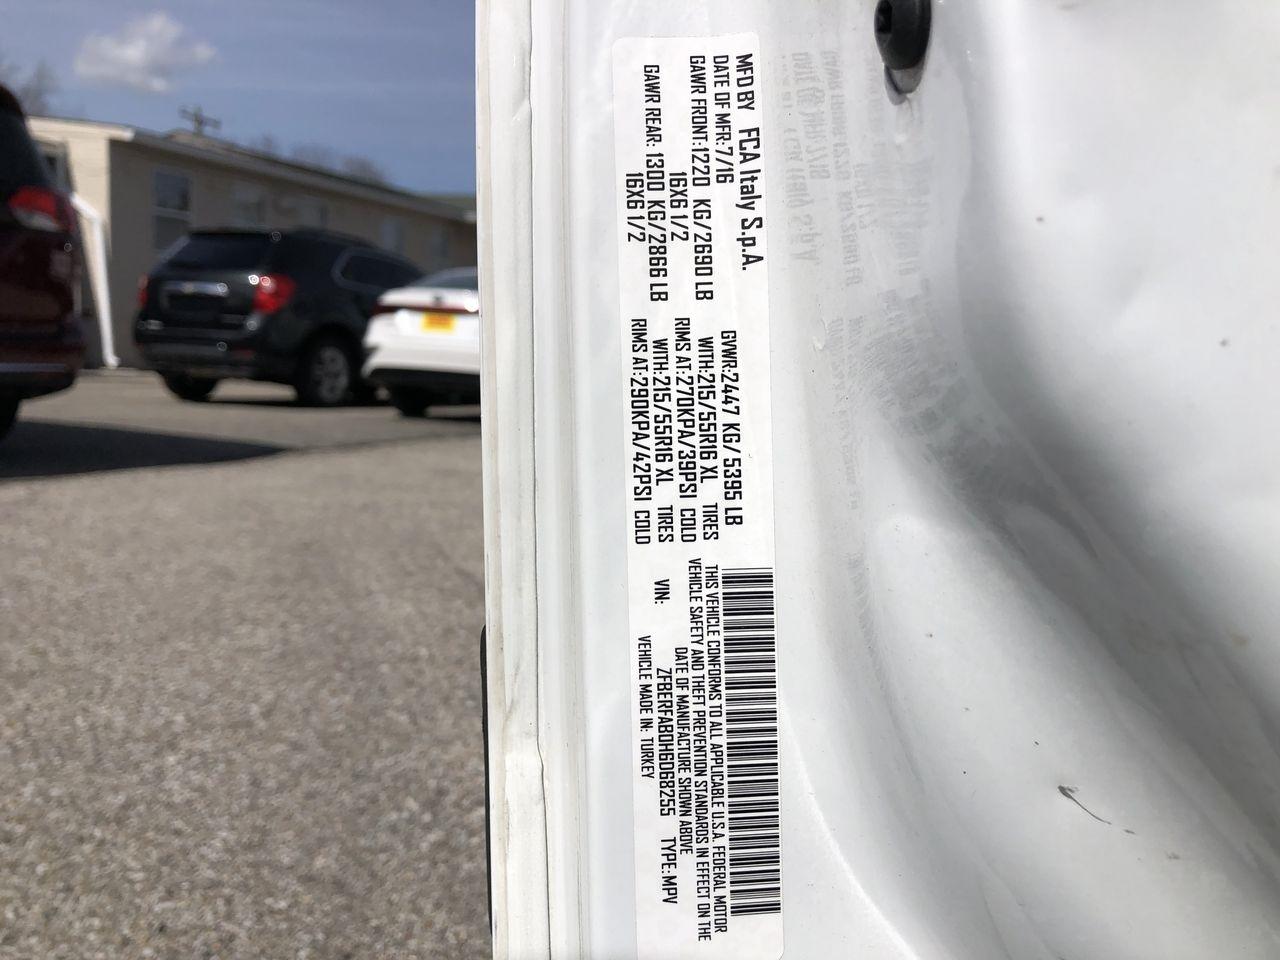 MFD BY FCA Italy S.p.A.
DATE OF MFR:7/16 GVWR:2447 KG/ 5395 LB
GAWR FRONT:1220 KG/2690 LB WITH:215/55R16 XL TIRES
16X6 1/2 RIMS AT:270KPA/39PSI COLD
GAWR REAR: 1300 KG/2866 LB WITH:215/55R16 XL TIRES
16X6 1/2 RIMS AT:290KPA/42PSI COLD
THIS VEHICLE CONFORMS TO ALL APPLICABLE U.S.A. FEDERAL MOTOR
VEHICLE SAFETY AND THEFT PREVENTION STANDARDS IN EFFECT ON THE
DATE OF MANUFACTURE SHOWN ABOVE
VIN: ZFBERFAB0H6D68255 TYPE:MPV
VEHICLE MADE IN: TURKEY